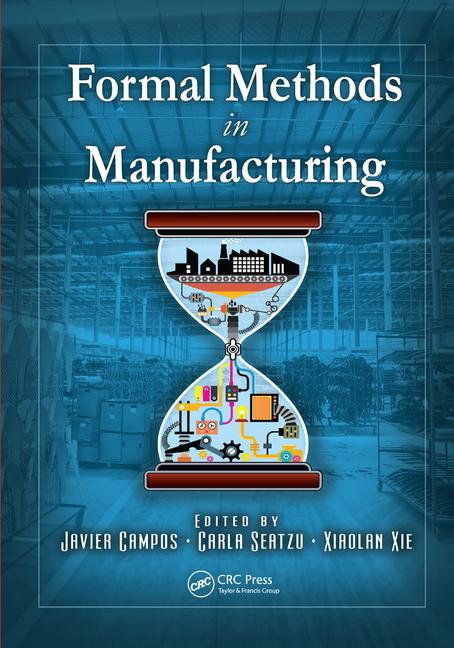 Formal Methods
in
Manufacturing
EDITED BY
JAVIER CAMPOS • CARLA SEATZU • XIAOLAN XIE
CRC
CRC Press
Taylor & Francis Group